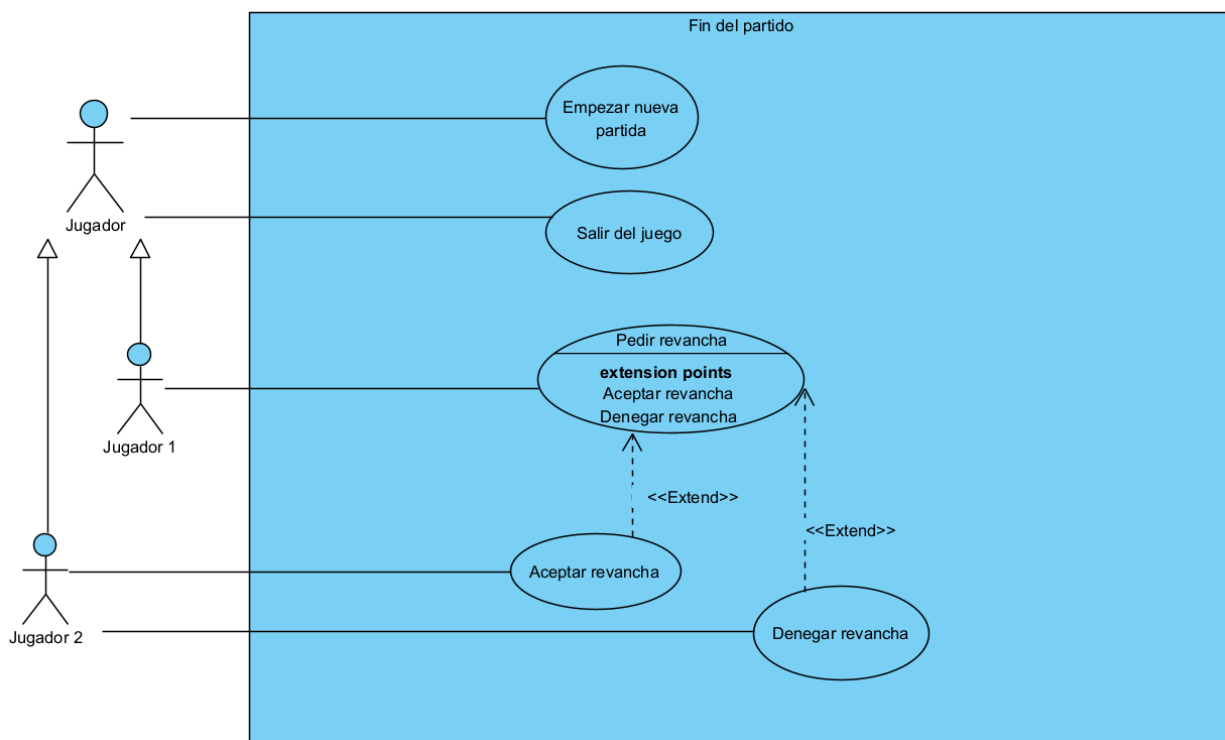 Fin del partido
Empezar nueva
partida
Jugador
Salir del juego
Pedir revancha
extension points
Aceptar revancha
Denegar revancha
Jugador 1
<<Extend>>
<<Extend>>
Aceptar revancha
Jugador 2
Denegar revancha